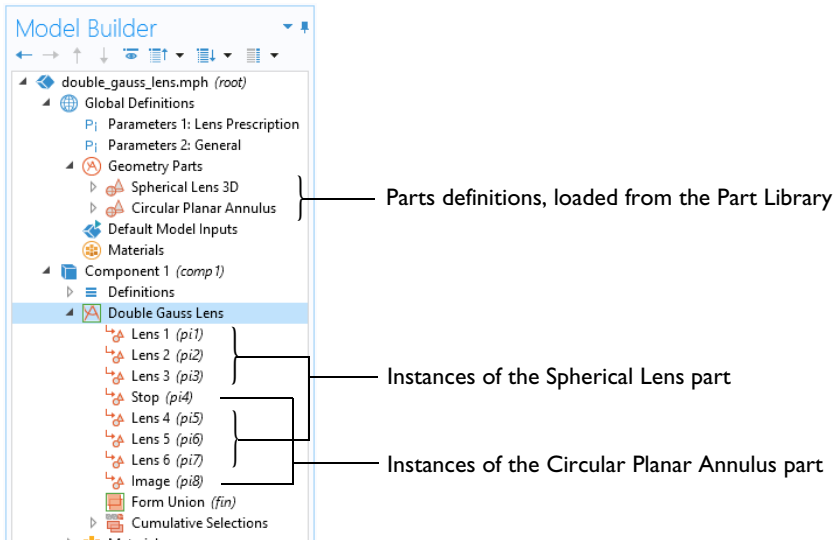 Model Builder
double_gauss_lens.mph (root)
Global Definitions
Pi Parameters 1: Lens Prescription
Pi Parameters 2: General
Geometry Parts
Spherical Lens 3D
Circular Planar Annulus
Parts definitions, loaded from the Part Library
Default Model Inputs
Materials
Component 1 (comp1)
Definitions
Double Gauss Lens
Lens 1 (pi1)
Lens 2 (pi2)
Lens 3 (pi3)
Instances of the Spherical Lens part
Stop (pi4)
Lens 4 (pi5)
Lens 5 (pi6)
Lens 6 (pi7)
Instances of the Circular Planar Annulus part
Image (pi8)
Form Union (fin)
Cumulative Selections